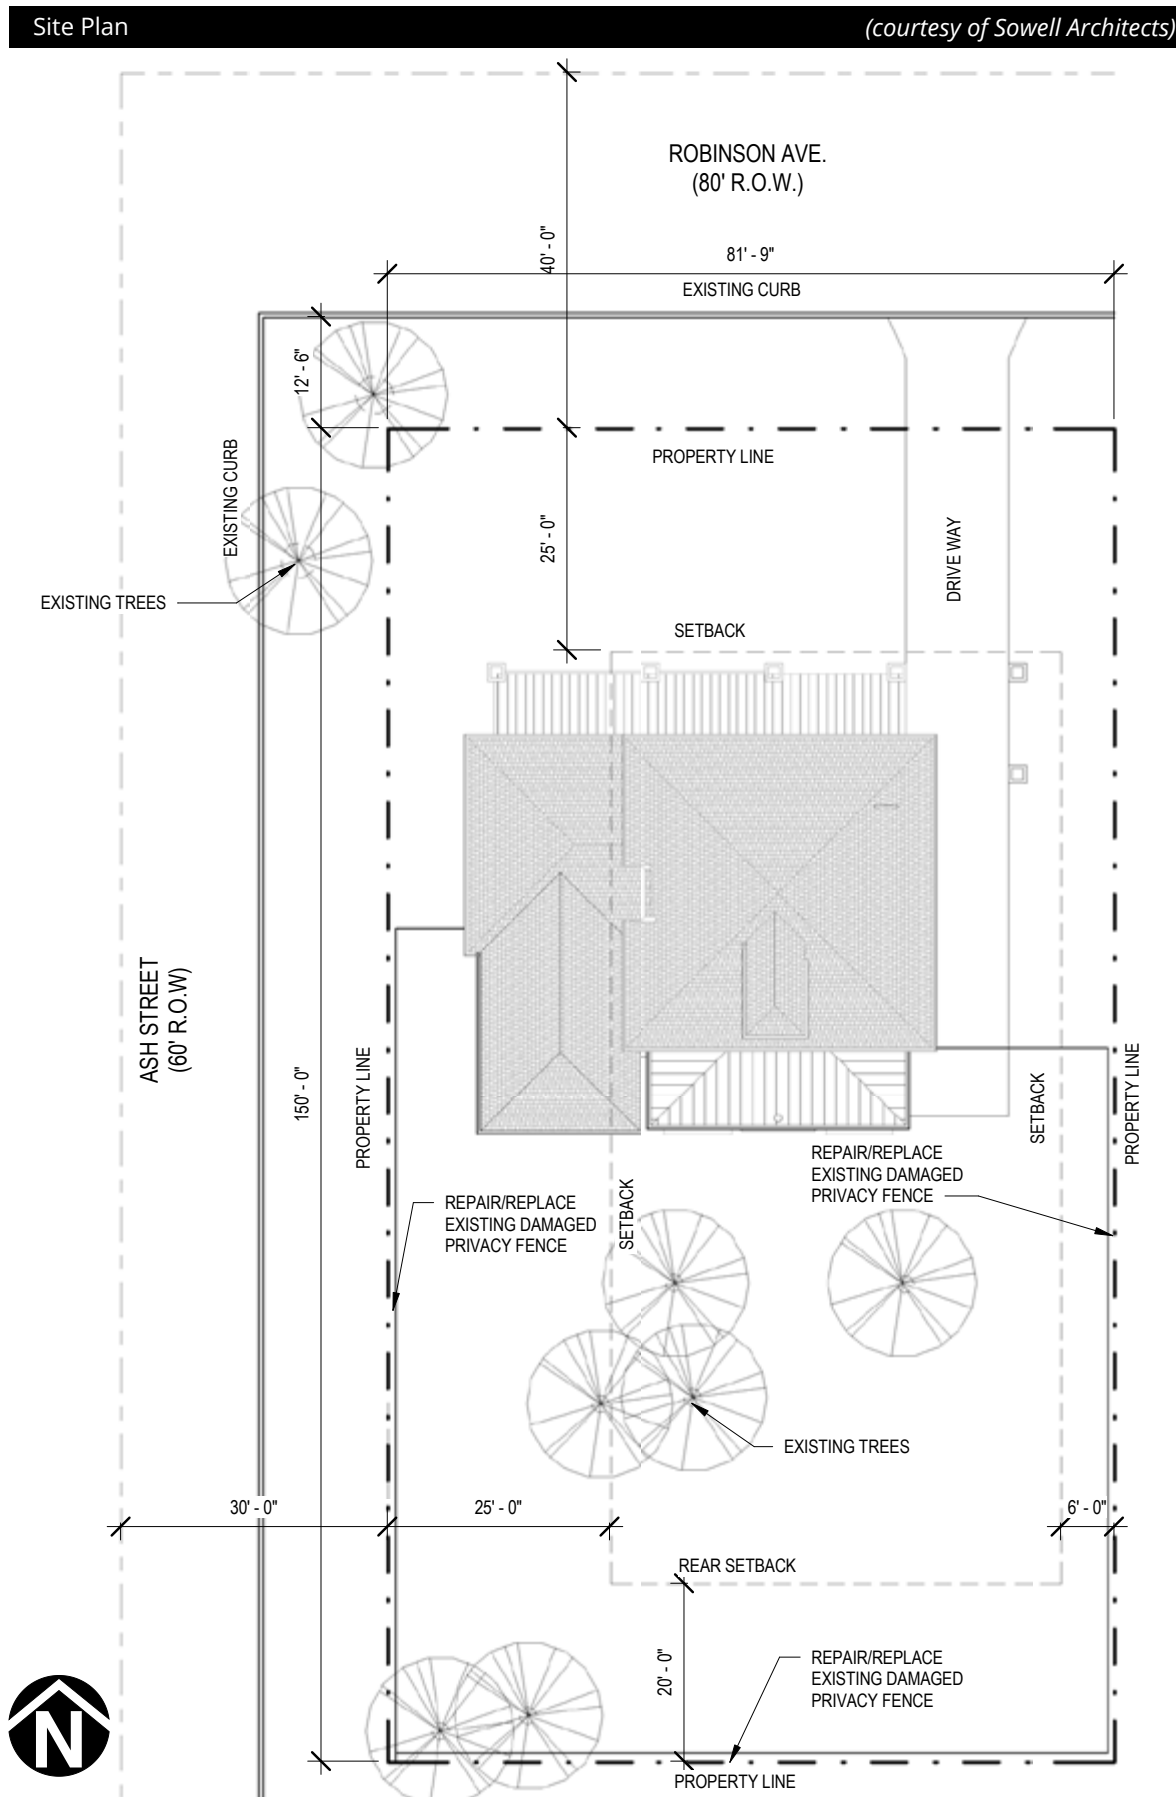 Site Plan
(courtesy of Sowell Architects)
ROBINSON AVE.
(80' R.O.W.)
40' - 0"
81' - 9"
EXISTING CURB
12' - 6"
EXISTING CURB
PROPERTY LINE
25' - 0"
DRIVE WAY
EXISTING TREES
SETBACK
ASH STREET
(60' R.O.W)
150' - 0"
PROPERTY LINE
SETBACK
PROPERTY LINE
REPAIR/REPLACE
EXISTING DAMAGED
PRIVACY FENCE
REPAIR/REPLACE
EXISTING DAMAGED
PRIVACY FENCE
SETBACK
EXISTING TREES
30' - 0"
25' - 0"
6' - 0"
REAR SETBACK
20' - 0"
REPAIR/REPLACE
EXISTING DAMAGED
PRIVACY FENCE
PROPERTY LINE
N